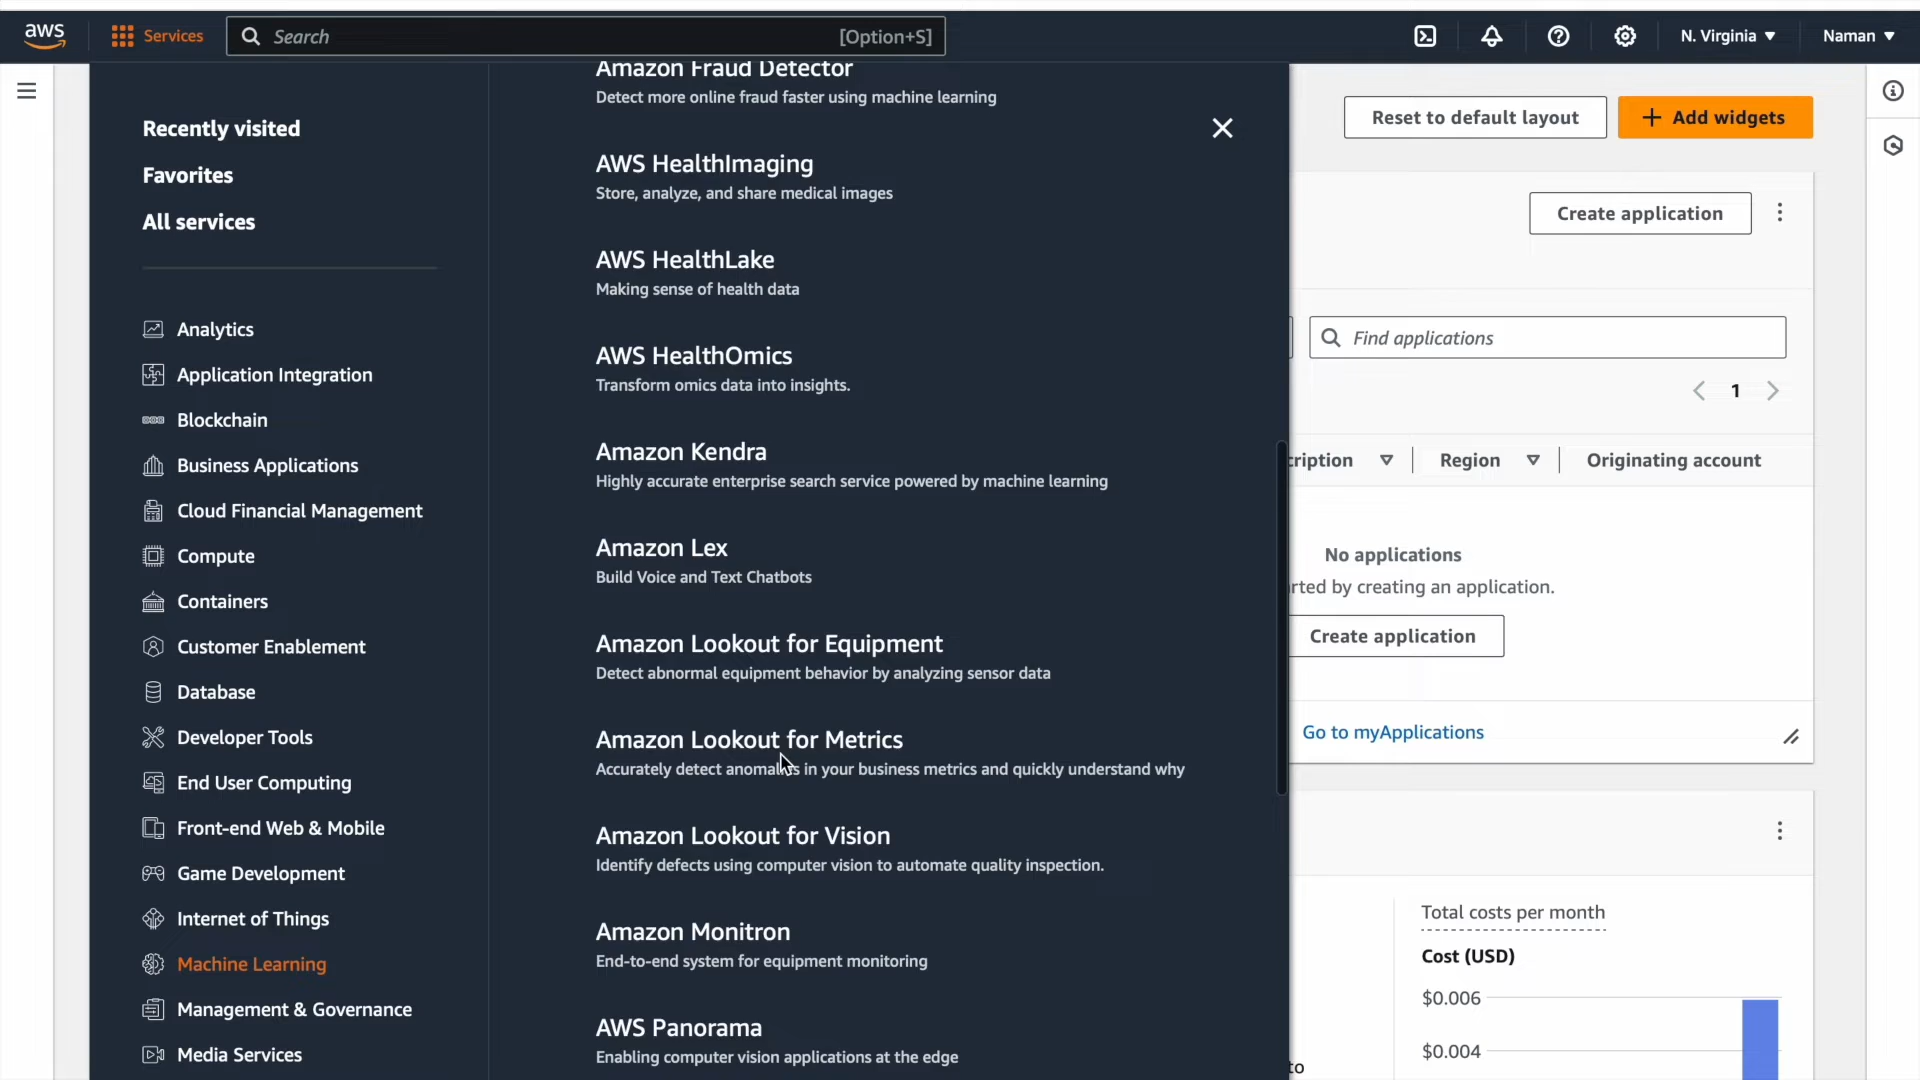 aws
Services
Search
[Option+S]
N. Virginia ▼
Naman ▼
Recently visited
Favorites
All services
Analytics
Application Integration
Blockchain
Business Applications
Cloud Financial Management
Compute
Containers
Customer Enablement
Database
Developer Tools
End User Computing
Front-end Web & Mobile
Game Development
Internet of Things
Machine Learning
Management & Governance
Media Services
Amazon Fraud Detector
Detect more online fraud faster using machine learning
AWS HealthImaging
Store, analyze, and share medical images
AWS HealthLake
Making sense of health data
AWS HealthOmics
Transform omics data into insights.
Amazon Kendra
Highly accurate enterprise search service powered by machine learning
Amazon Lex
Build Voice and Text Chatbots
Amazon Lookout for Equipment
Detect abnormal equipment behavior by analyzing sensor data
Amazon Lookout for Metrics
Accurately detect anomalies in your business metrics and quickly understand why
Amazon Lookout for Vision
Identify defects using computer vision to automate quality inspection.
Amazon Monitron
End-to-end system for equipment monitoring
AWS Panorama
Enabling computer vision applications at the edge
Reset to default layout
+ Add widgets
Create application
Find applications
1
cription
Region
Originating account
No applications
rted by creating an application.
Create application
Go to myApplications
Total costs per month
Cost (USD)
$0.006
$0.004
to